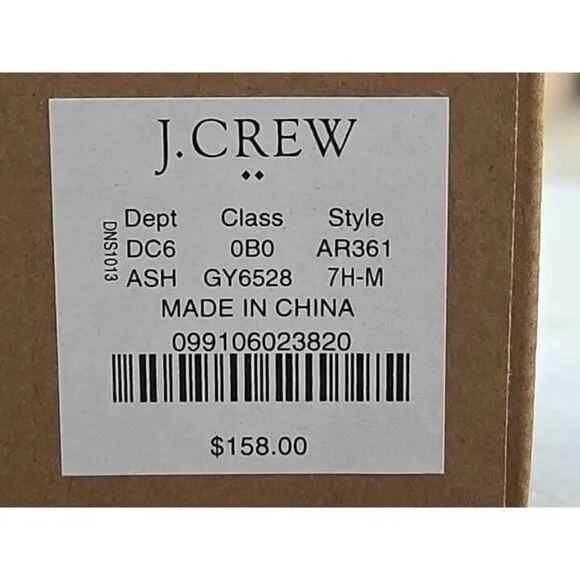 J.CREW
Dept Class Style
DC6 0B0 AR361
ASH GY6528 7H-M
DNS1013
MADE IN CHINA
099106023820
$158.00